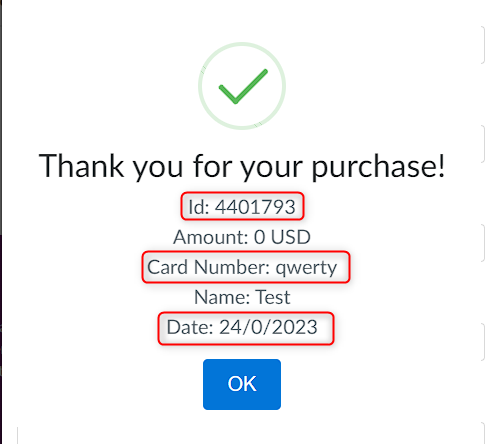 Thank you for your purchase!
Id: 4401793
Amount: 0 USD
Card Number: qwerty
Name: Test
Date: 24/0/2023
OK